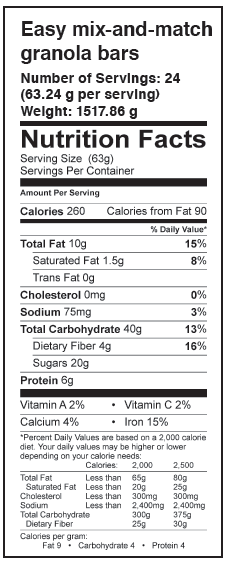 Easy mix-and-match
granola bars
Number of Servings: 24
(63.24 g per serving)
Weight: 1517.86 g
Nutrition Facts
Serving Size (63g)
Servings Per Container
Amount Per Serving
Calories 260 Calories from Fat 90
% Daily Value*
Total Fat 10g 15%
Saturated Fat 1.5g 8%
Trans Fat 0g
Cholesterol 0mg 0%
Sodium 75mg 3%
Total Carbohydrate 40g 13%
Dietary Fiber 4g 16%
Sugars 20g
Protein 6g
Vitamin A 2% • Vitamin C 2%
Calcium 4% • Iron 15%
*Percent Daily Values are based on a 2,000 calorie
diet. Your daily values may be higher or lower
depending on your calorie needs:
Calories: 2,000 2,500
Total Fat Less than 65g 80g
Saturated Fat Less than 20g 25g
Cholesterol Less than 300mg 300mg
Sodium Less than 2,400mg 2,400mg
Total Carbohydrate 300g 375g
Dietary Fiber 25g 30g
Calories per gram:
Fat 9 • Carbohydrate 4 • Protein 4